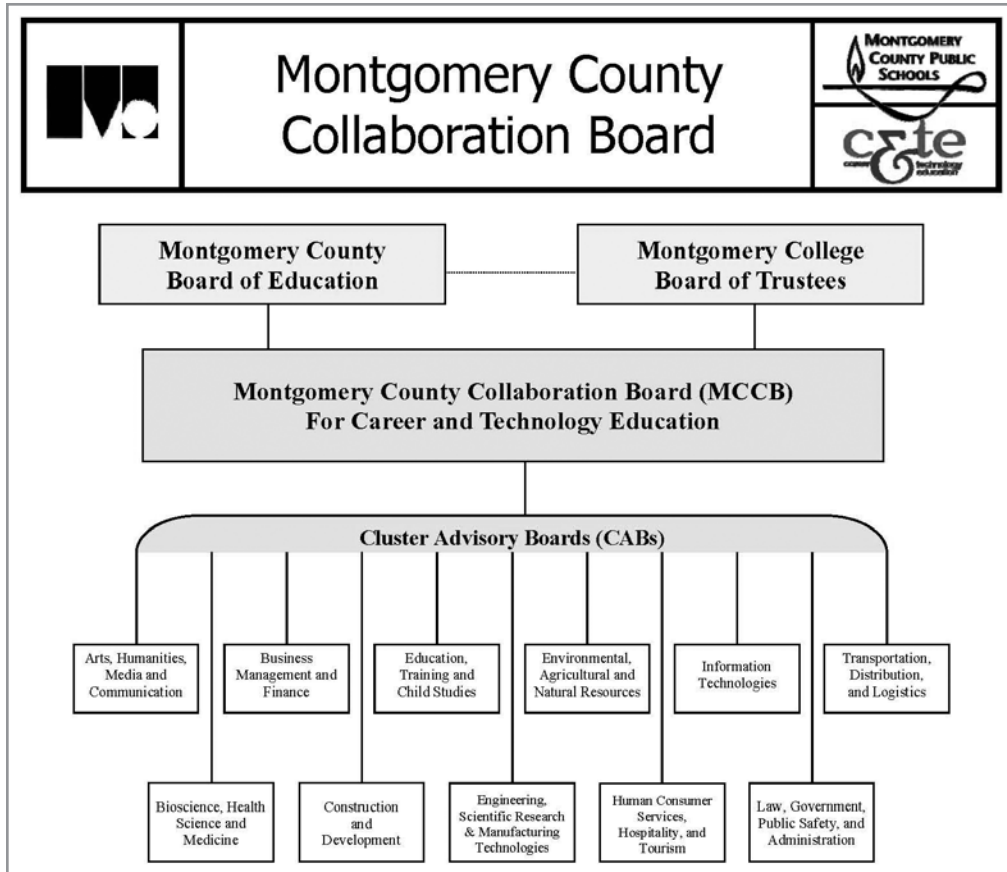 Montgomery County
Collaboration Board
MONTGOMERY
COUNTY PUBLIC
SCHOOLS
c&te
career
technology
education
Montgomery County
Board of Education
Montgomery College
Board of Trustees
Montgomery County Collaboration Board (MCCB)
For Career and Technology Education
Cluster Advisory Boards (CABs)
Arts, Humanities,
Media and
Communication
Business
Management and
Finance
Education,
Training and
Child Studies
Environmental,
Agricultural and
Natural Resources
Information
Technologies
Transportation,
Distribution,
and Logistics
Bioscience, Health
Science and
Medicine
Construction
and
Development
Engineering,
Scientific Research
& Manufacturing
Technologies
Human Consumer
Services,
Hospitality, and
Tourism
Law, Government,
Public Safety, and
Administration